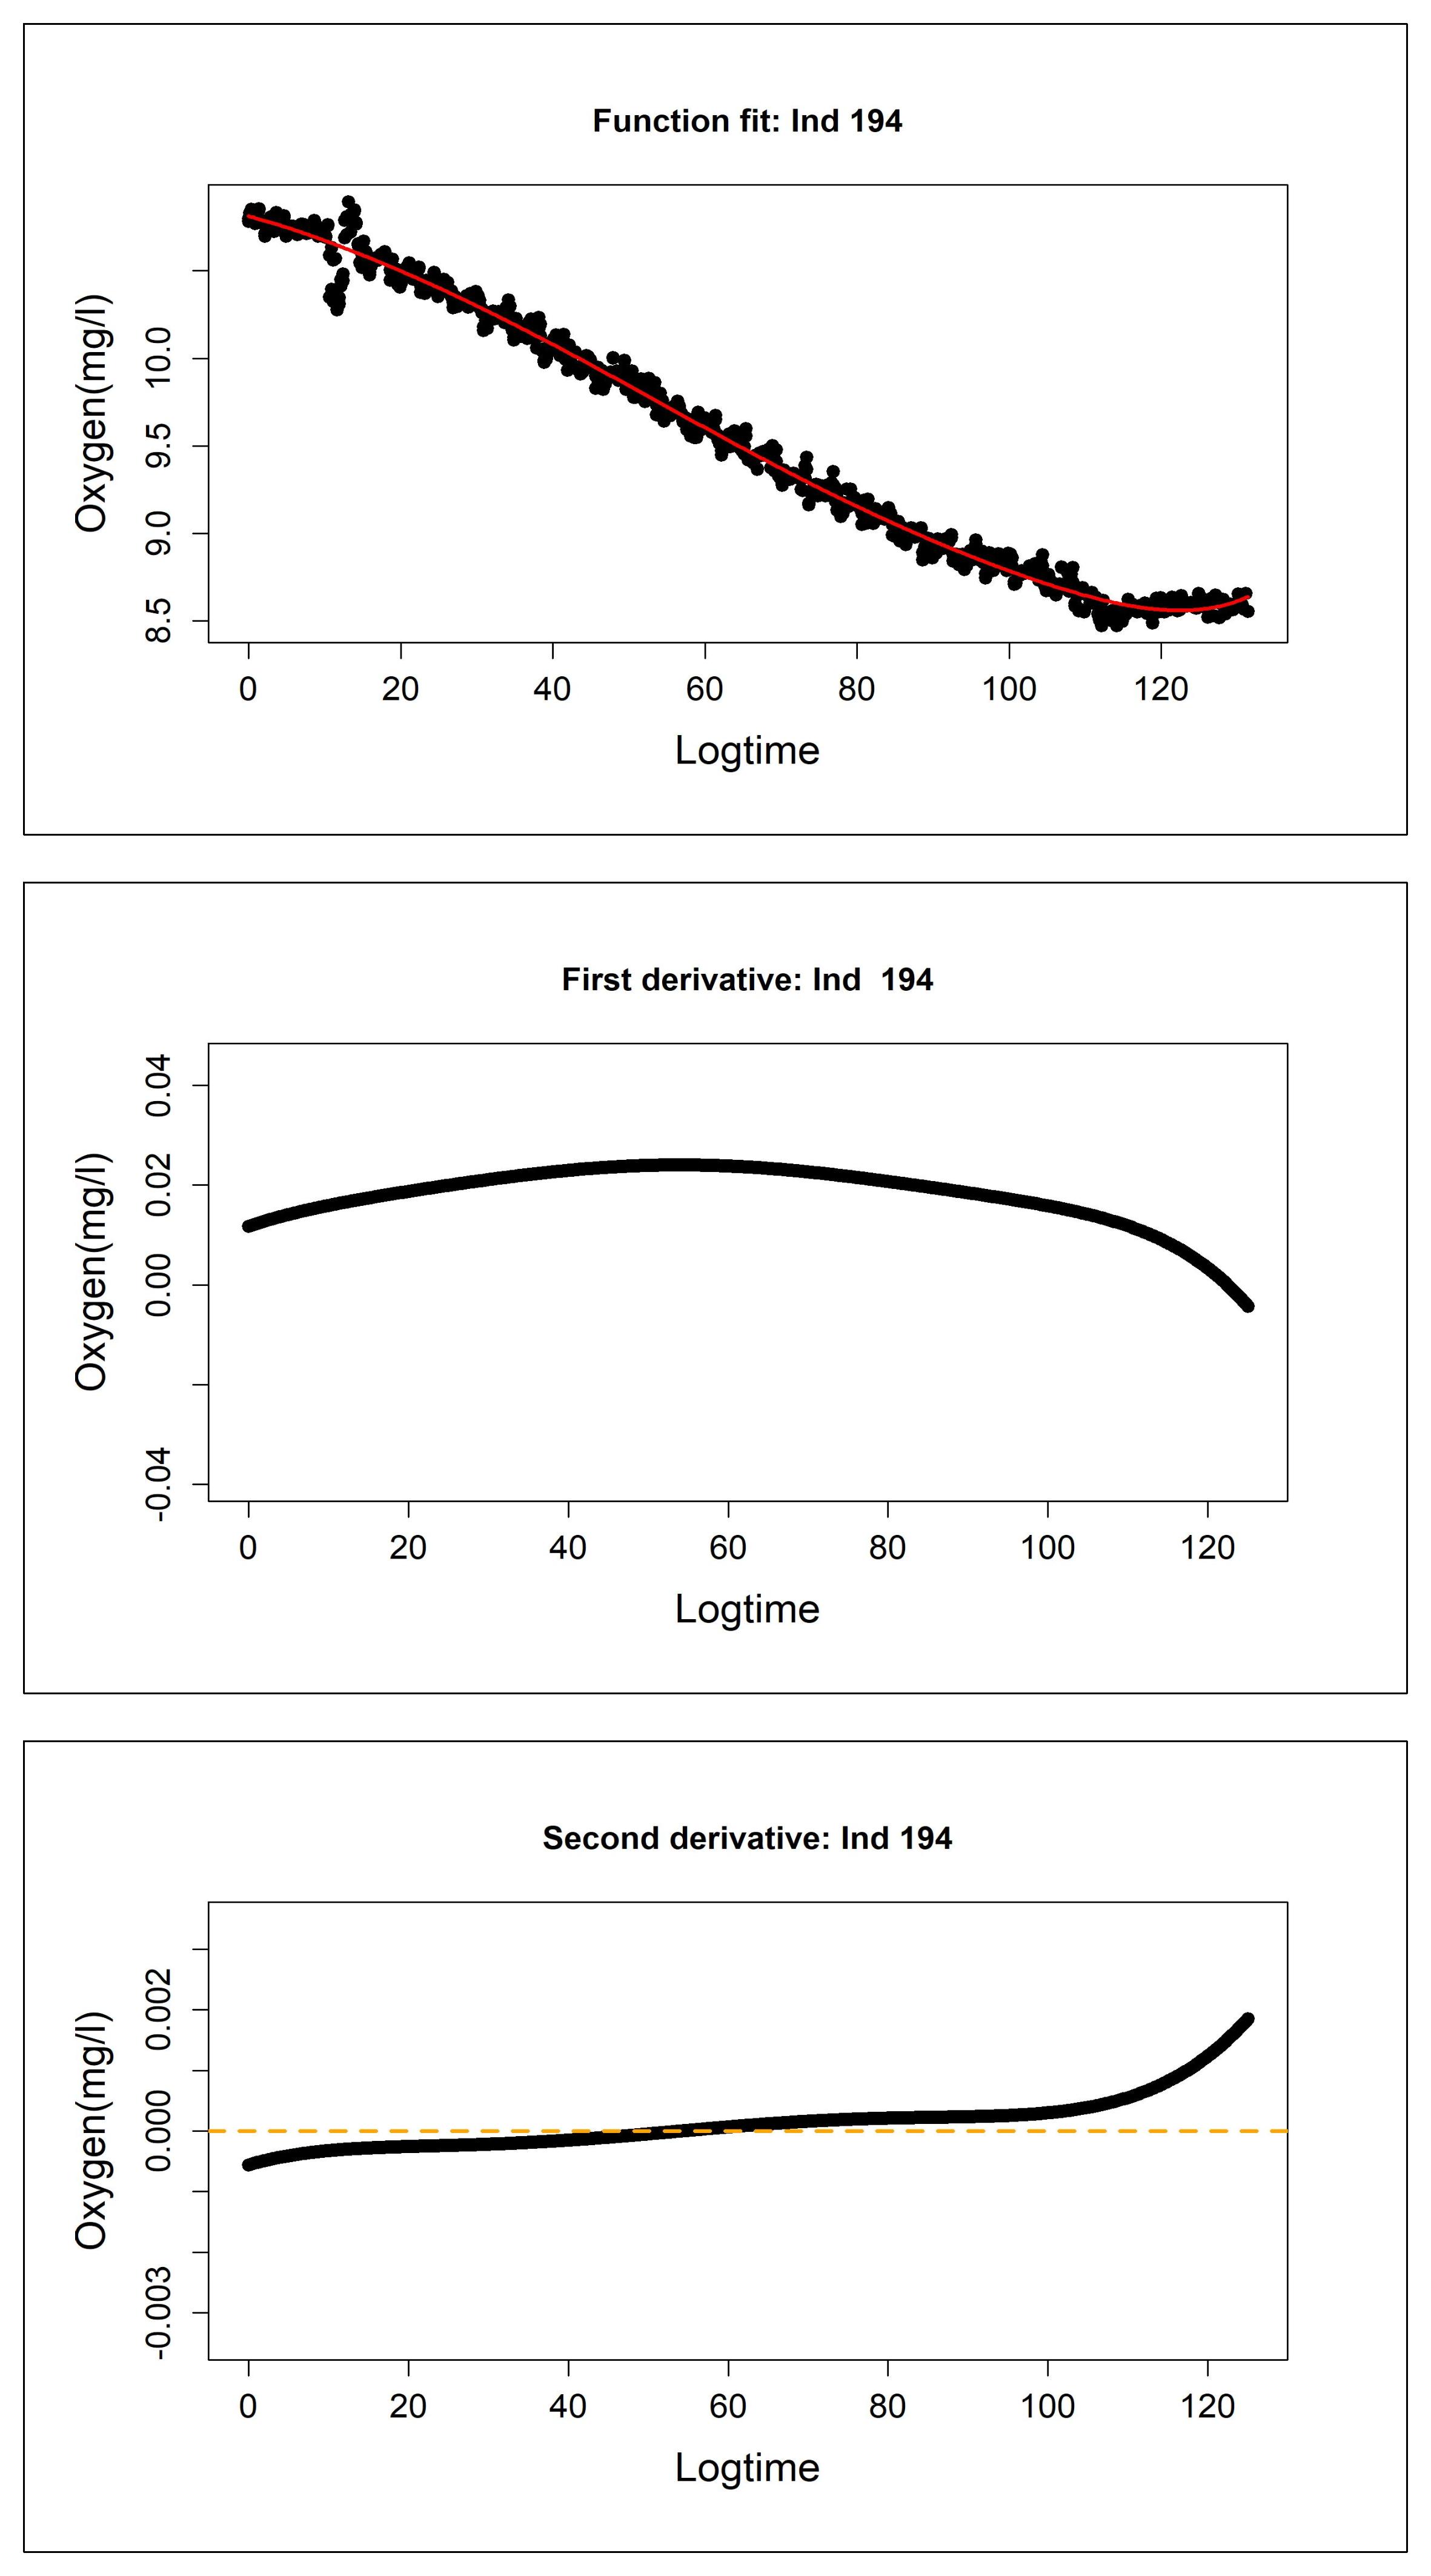 Function fit: Ind 194
Oxygen(mg/l)
10.0
9.5
9.0
8.5
0 20 40 60 80 100 120
Logtime
First derivative: Ind  194
Oxygen(mg/l)
0.04
0.02
0.00
-0.04
0 20 40 60 80 100 120
Logtime
Second derivative: Ind 194
Oxygen(mg/l)
0.002
0.000
-0.003
0 20 40 60 80 100 120
Logtime